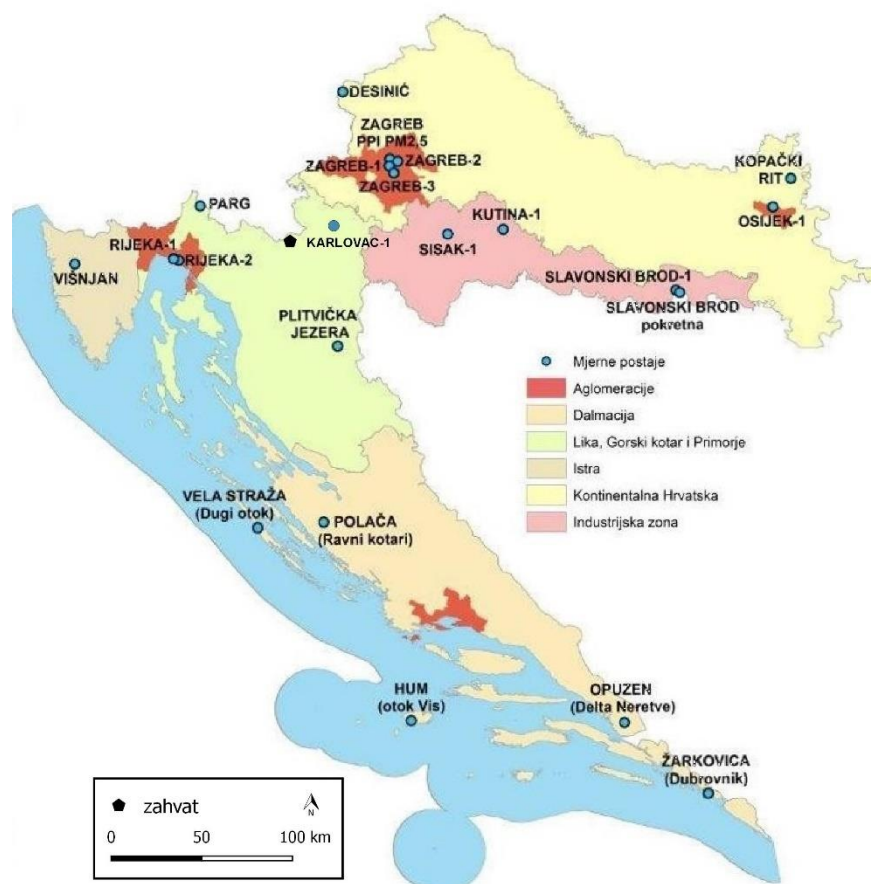 DESINIĆ
ZAGREB
PPI PM2,5
ZAGREB-1
ZAGREB-2
ZAGREB-3
KOPAČKI
RIT
OSIJEK-1
PARG
RIJEKA-1
RIJEKA-2
VIŠNJAN
KARLOVAC-1
KUTINA-1
SISAK-1
SLAVONSKI BROD-1
SLAVONSKI BROD
pokretna
PLITVIČKA
JEZERA
Mjerne postaje
Aglomeracije
Dalmacija
Lika, Gorski kotar i Primorje
Istra
Kontinentalna Hrvatska
Industrijska zona
VELA STRAŽA
(Dugi otok)
POLAČA
(Ravni kotari)
HUM
(otok Vis)
OPUZEN
(Delta Neretve)
ŽARKOVICA
(Dubrovnik)
zahvat
N
0 50 100 km